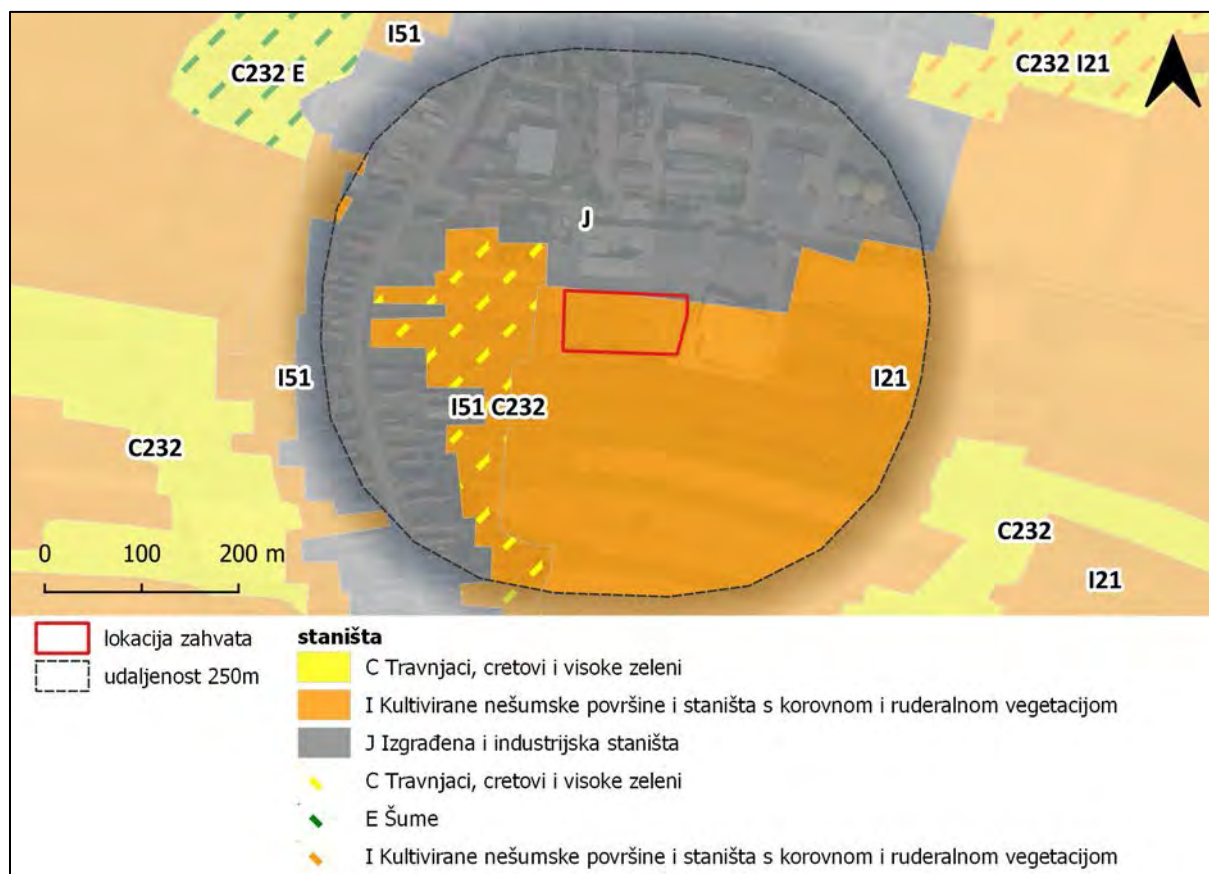 I51
C232 E
C232 I21
J
I51
I51 C232
I21
C232
C232
I21
0 100 200 m
lokacija zahvata
udaljenost 250m
staništa
C Travnjaci, cretovi i visoke zeleni
I Kultivirane nešumske površine i staništa s korovnom i ruderalnom vegetacijom
J Izgrađena i industrijska staništa
C Travnjaci, cretovi i visoke zeleni
E Šume
I Kultivirane nešumske površine i staništa s korovnom i ruderalnom vegetacijom